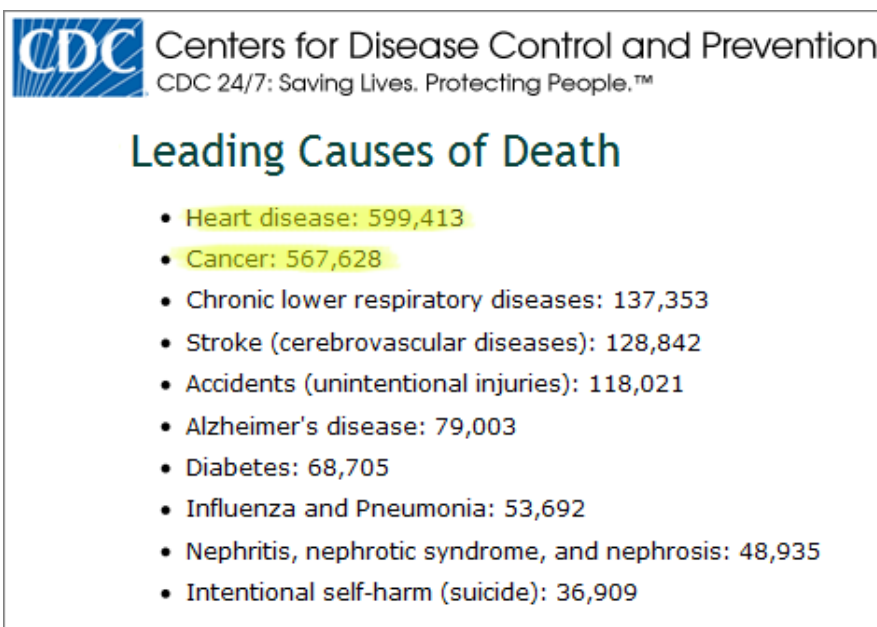 CDC Centers for Disease Control and Prevention
CDC 24/7: Saving Lives. Protecting People.™
Leading Causes of Death
• Heart disease: 599,413
• Cancer: 567,628
• Chronic lower respiratory diseases: 137,353
• Stroke (cerebrovascular diseases): 128,842
• Accidents (unintentional injuries): 118,021
• Alzheimer's disease: 79,003
• Diabetes: 68,705
• Influenza and Pneumonia: 53,692
• Nephritis, nephrotic syndrome, and nephrosis: 48,935
• Intentional self-harm (suicide): 36,909